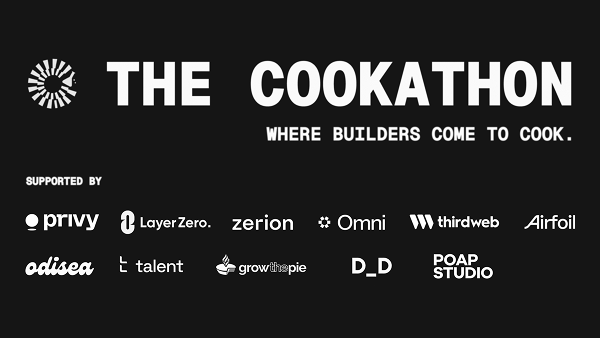 THE COOKATHON
WHERE BUILDERS COME TO COOK.
SUPPORTED BY
privy LayerZero. zerion Omni thirdweb Airfoil
odisea talent growthepie D_D POAP
STUDIO